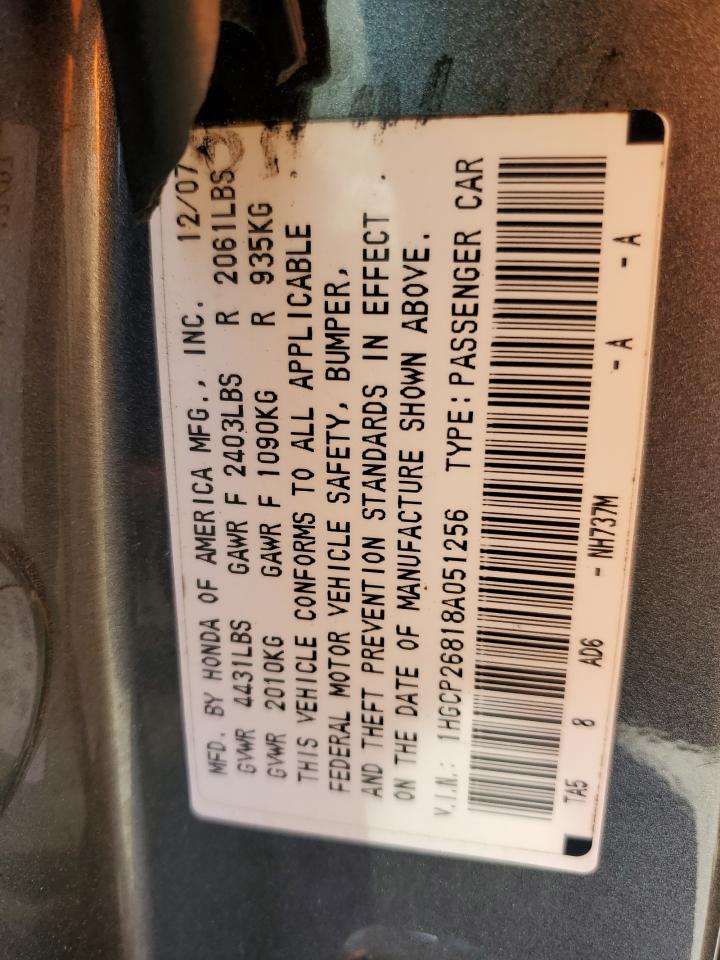 MFD. BY HONDA OF AMERICA MFG., INC. 12/07
GVWR 4431LBS GAWR F 2403LBS R 2061LBS
GVWR 2010KG GAWR F 1090KG R 935KG
THIS VEHICLE CONFORMS TO ALL APPLICABLE
FEDERAL MOTOR VEHICLE SAFETY, BUMPER,
AND THEFT PREVENTION STANDARDS IN EFFECT
ON THE DATE OF MANUFACTURE SHOWN ABOVE.
V.I.N.: 1HGCP26818A051256 TYPE: PASSENGER CAR
TA5 8 AD6 - NH737M - A - A